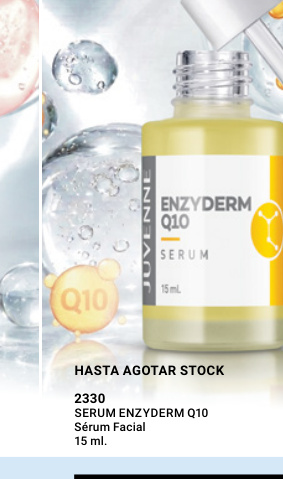 JUVENNE
ENZYDERM
Q10
SERUM
15 ml.
Q10
HASTA AGOTAR STOCK
2330
SERUM ENZYDERM Q10
Sérum Facial
15 ml.